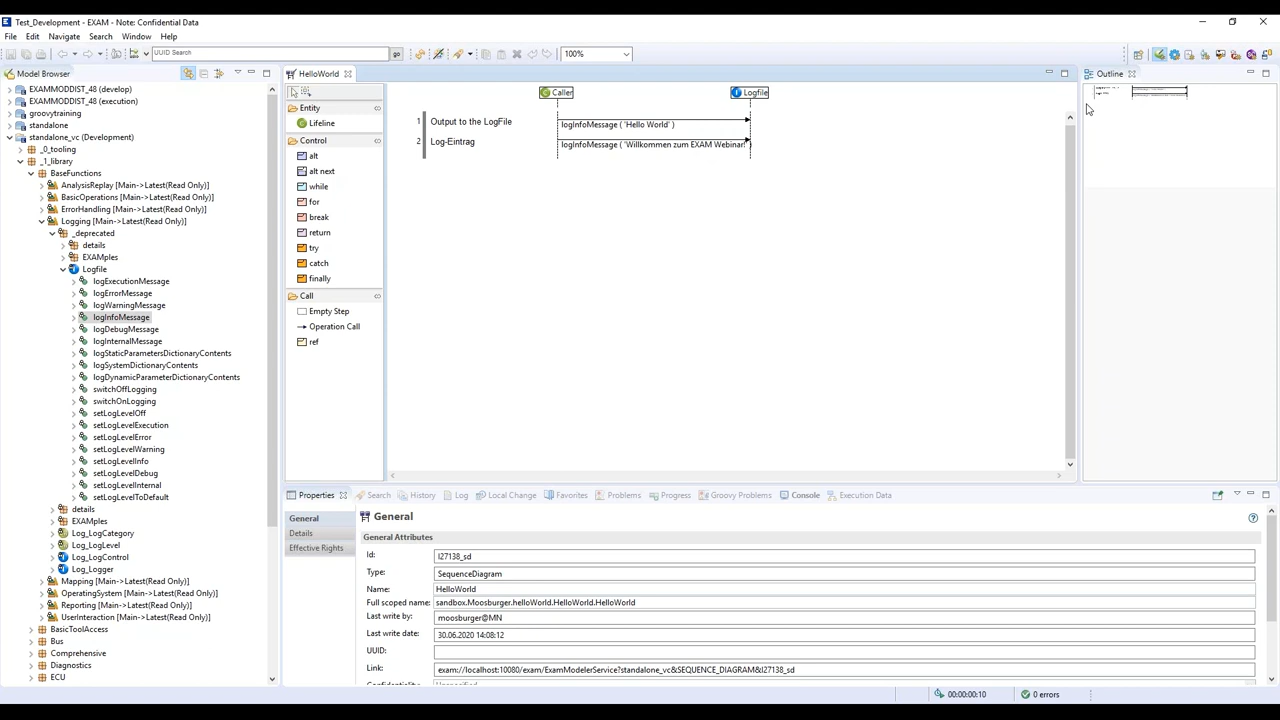 Test_Development - EXAM - Note: Confidential Data
File Edit Navigate Search Window Help
UUID Search
go
100%
Model Browser
EXAMMODDIST_48 (develop)
EXAMMODDIST_48 (execution)
groovytraining
standalone
standalone_vc (Development)
_0_tooling
_1_library
BaseFunctions
AnalysisReplay [Main->Latest(Read Only)]
BasicOperations [Main->Latest(Read Only)]
ErrorHandling [Main->Latest(Read Only)]
Logging [Main->Latest(Read Only)]
_deprecated
details
EXAMples
Logfile
logExecutionMessage
logErrorMessage
logWarningMessage
logInfoMessage
logDebugMessage
logInternalMessage
logStaticParametersDictionaryContents
logSystemDictionaryContents
logDynamicParameterDictionaryContents
switchOffLogging
switchOnLogging
setLogLevelOff
setLogLevelExecution
setLogLevelError
setLogLevelWarning
setLogLevelInfo
setLogLevelDebug
setLogLevelInternal
setLogLevelToDefault
details
EXAMples
Log_LogCategory
Log_LogLevel
Log_LogControl
Log_Logger
Mapping [Main->Latest(Read Only)]
OperatingSystem [Main->Latest(Read Only)]
Reporting [Main->Latest(Read Only)]
UserInteraction [Main->Latest(Read Only)]
BasicToolAccess
Bus
Comprehensive
Diagnostics
ECU
HelloWorld
Entity
Lifeline
Control
alt
alt next
while
for
break
return
try
catch
finally
Call
Empty Step
Operation Call
ref
Caller
Logfile
1 Output to the LogFile
logInfoMessage ( 'Hello World' )
2 Log-Eintrag
logInfoMessage ( 'Willkommen zum EXAM Webinar!' )
Outline
Properties Search History Log Local Change Favorites Problems Progress Groovy Problems Console Execution Data
General
Details
Effective Rights
General
General Attributes
Id: I27138_sd
Type: SequenceDiagram
Name: HelloWorld
Full scoped name: sandbox.Moosburger.helloWorld.HelloWorld.HelloWorld
Last write by: moosburger@MN
Last write date: 30.06.2020 14:08:12
UUID:
Link: exam://localhost:10080/exam/ExamModelerService?standalone_vc&SEQUENCE_DIAGRAM&I27138_sd
00:00:00:10
0 errors